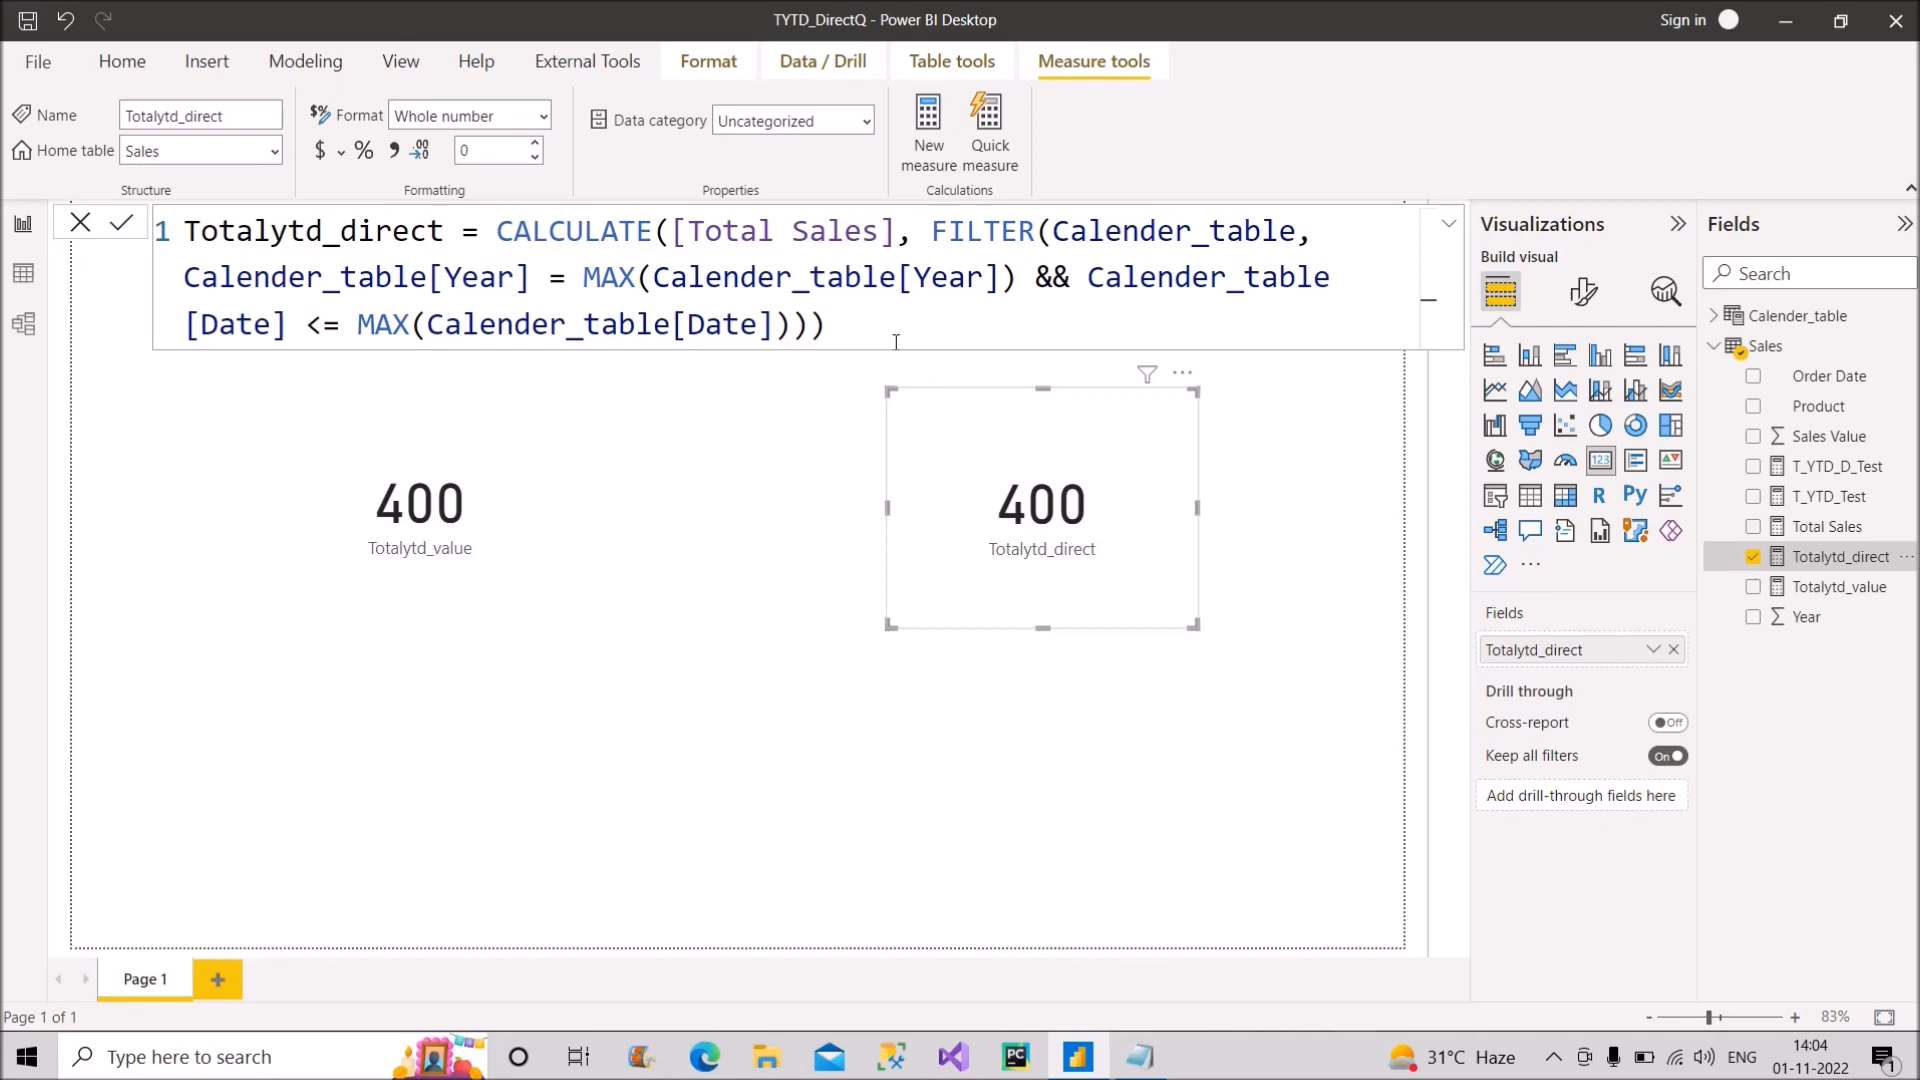 TYTD_DirectQ - Power BI Desktop
Sign in
File Home Insert Modeling View Help External Tools Format Data / Drill Table tools Measure tools
Name Totalytd_direct
Home table Sales
Structure
Format Whole number
$ % 0
Formatting
Data category Uncategorized
Properties
New measure
Quick measure
Calculations
1 Totalytd_direct = CALCULATE([Total Sales], FILTER(Calender_table,
Calender_table[Year] = MAX(Calender_table[Year]) && Calender_table
[Date] <= MAX(Calender_table[Date])))
400
Totalytd_value
400
Totalytd_direct
Visualizations
Build visual
123
R
Py
Fields
Totalytd_direct
Drill through
Cross-report Off
Keep all filters On
Add drill-through fields here
Fields
Search
Calender_table
Sales
Order Date
Product
Sales Value
T_YTD_D_Test
T_YTD_Test
Total Sales
Totalytd_direct
Totalytd_value
Year
Page 1
Page 1 of 1
83%
Type here to search
PC
31°C Haze
ENG
14:04
01-11-2022
1